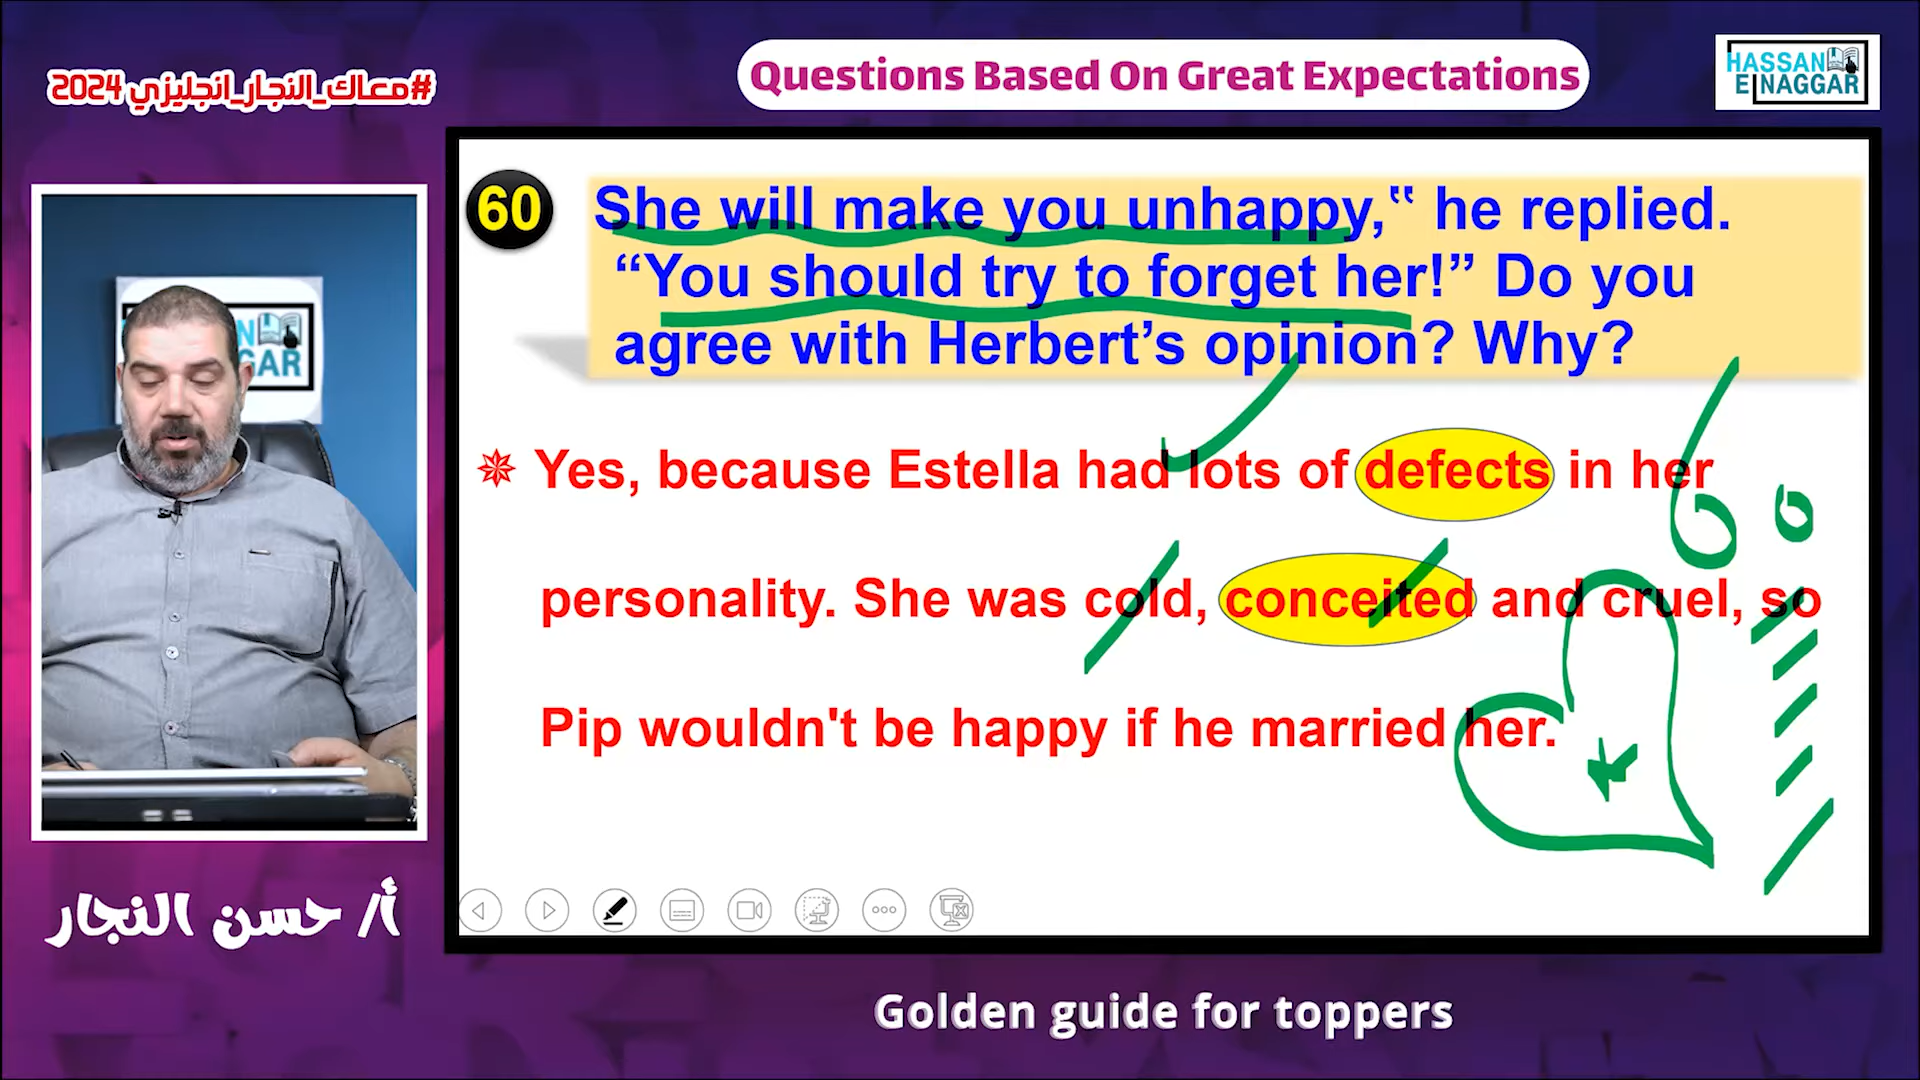 #معاك_النجار_انجليزي 2024
Questions Based On Great Expectations
HASSAN
ELNAGGAR
60
She will make you unhappy,‟ he replied.
“You should try to forget her!” Do you
agree with Herbert’s opinion? Why?
Yes, because Estella had lots of defects in her
personality. She was cold, conceited and cruel, so
Pip wouldn't be happy if he married her.
أ/ حسن النجار
Golden guide for toppers